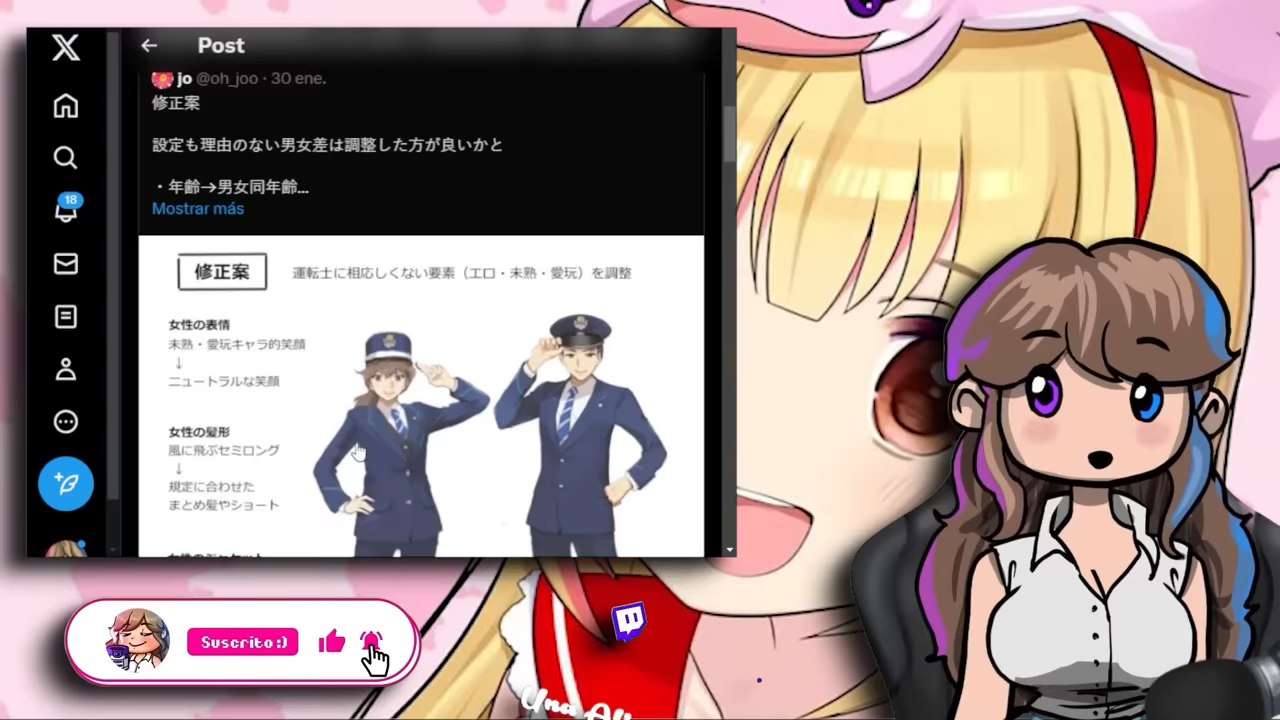 Post
jo @oh_joo · 30 ene.
修正案
設定も理由のない男女差は調整した方が良いかと
・年齢→男女同年齢...
Mostrar más
18
修正案
運転士に相応しくない要素（エロ・未熟・愛玩）を調整
女性の表情
未熟・愛玩キャラ的笑顔
↓
ニュートラルな笑顔
女性の髪形
風に飛ぶセミロング
↓
規定に合わせた
まとめ髪やショート
Suscrito :)
Una